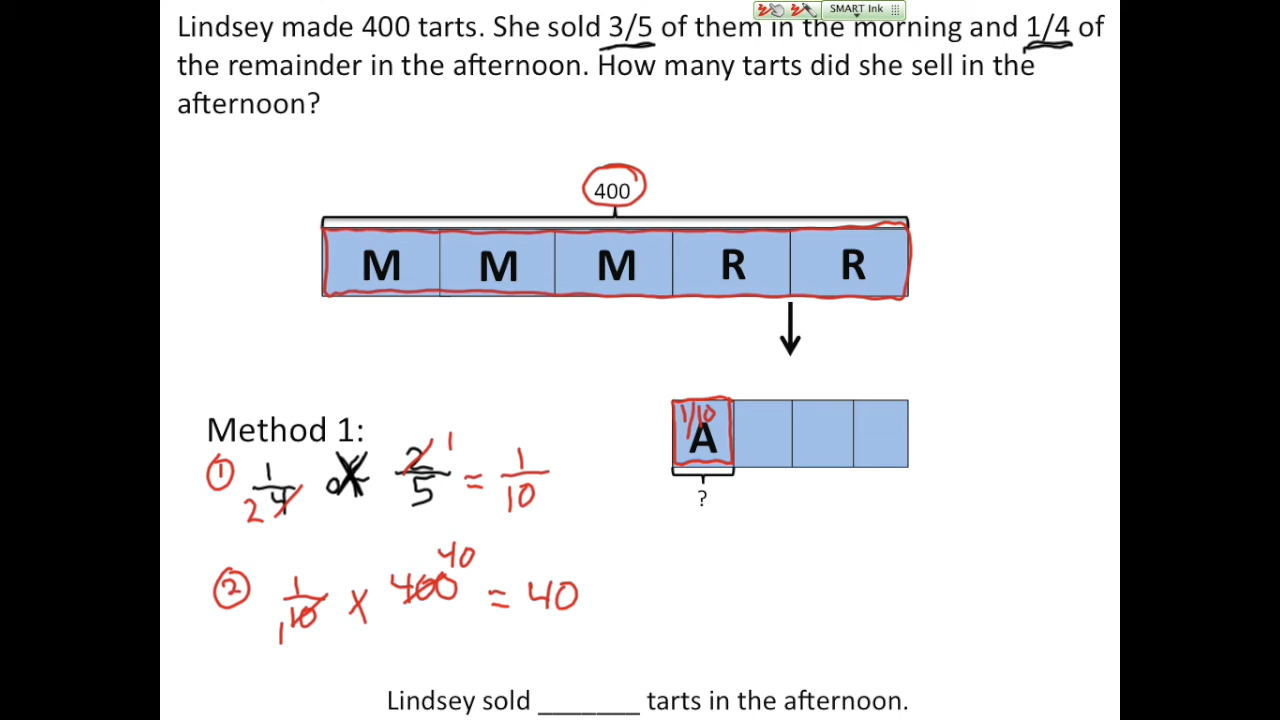 SMART Ink
Lindsey made 400 tarts. She sold 3/5 of them in the morning and 1/4 of
the remainder in the afternoon. How many tarts did she sell in the
afternoon?
400
M M M R R
1/10
A
?
Method 1:
① 1/4 of × 2/5 = 1/10
2 1
② 1/10 × 400 = 40
1 40
Lindsey sold _______ tarts in the afternoon.